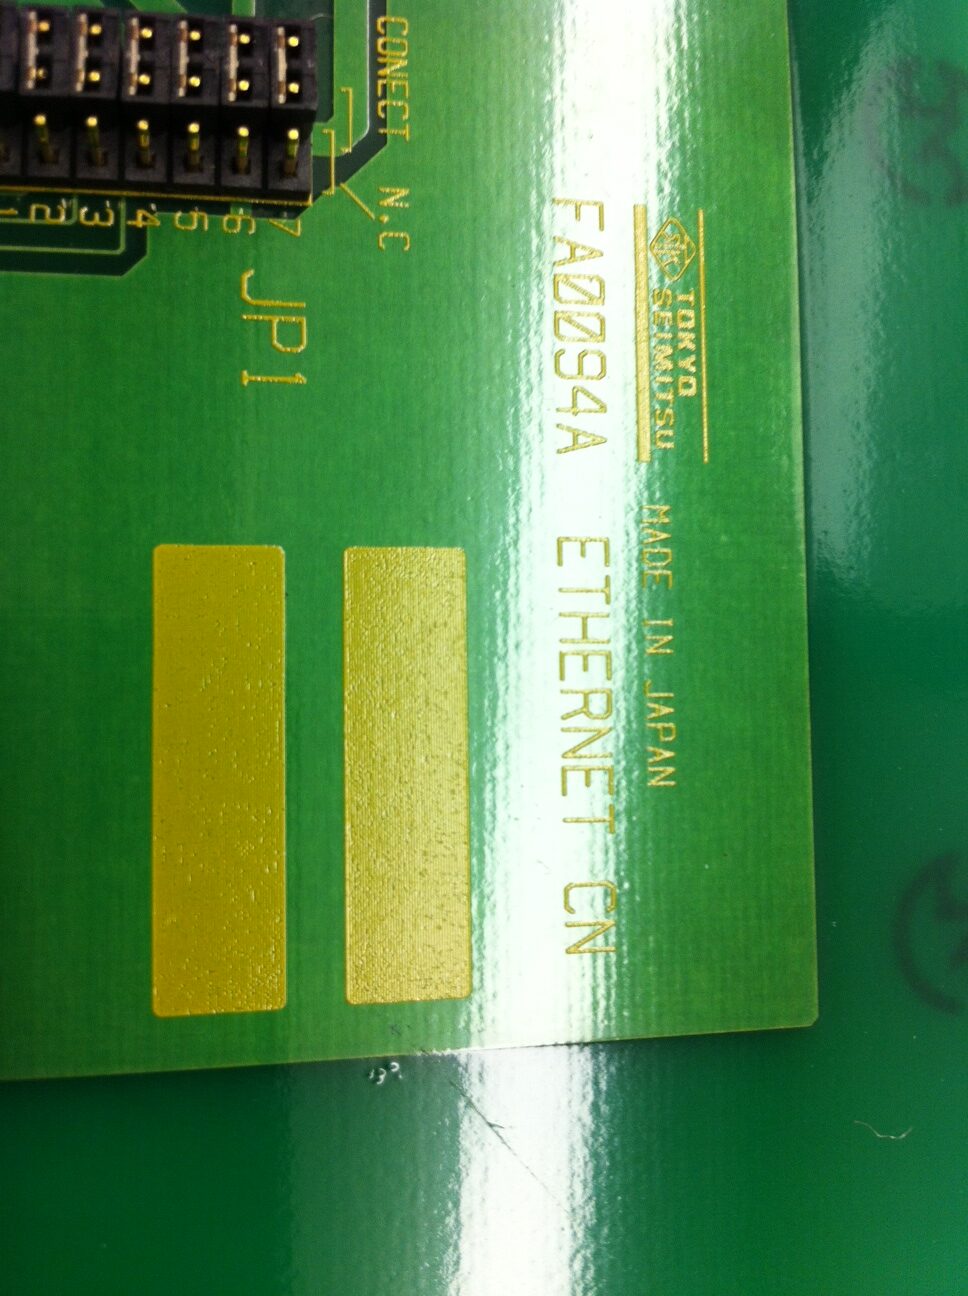 TOKYO
SEIMITSU
MADE IN JAPAN
FA0094A ETHERNET CN
CONECT N.C
JP1
7
6
5
4
3
2
1